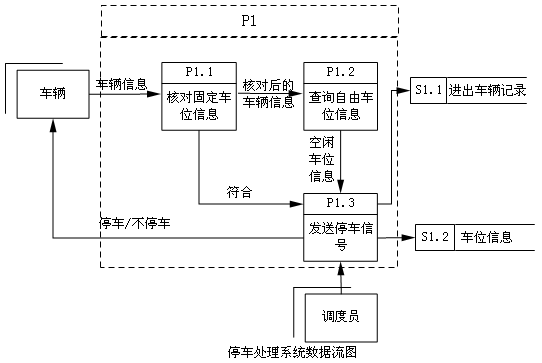 P1
P1.1
核对固定车
位信息
P1.2
查询自由车
位信息
车辆
车辆信息
核对后的
车辆信息
S1.1 进出车辆记录
空闲
车位
信息
符合
P1.3
发送停车信
号
停车/不停车
S1.2 车位信息
调度员
停车处理系统数据流图